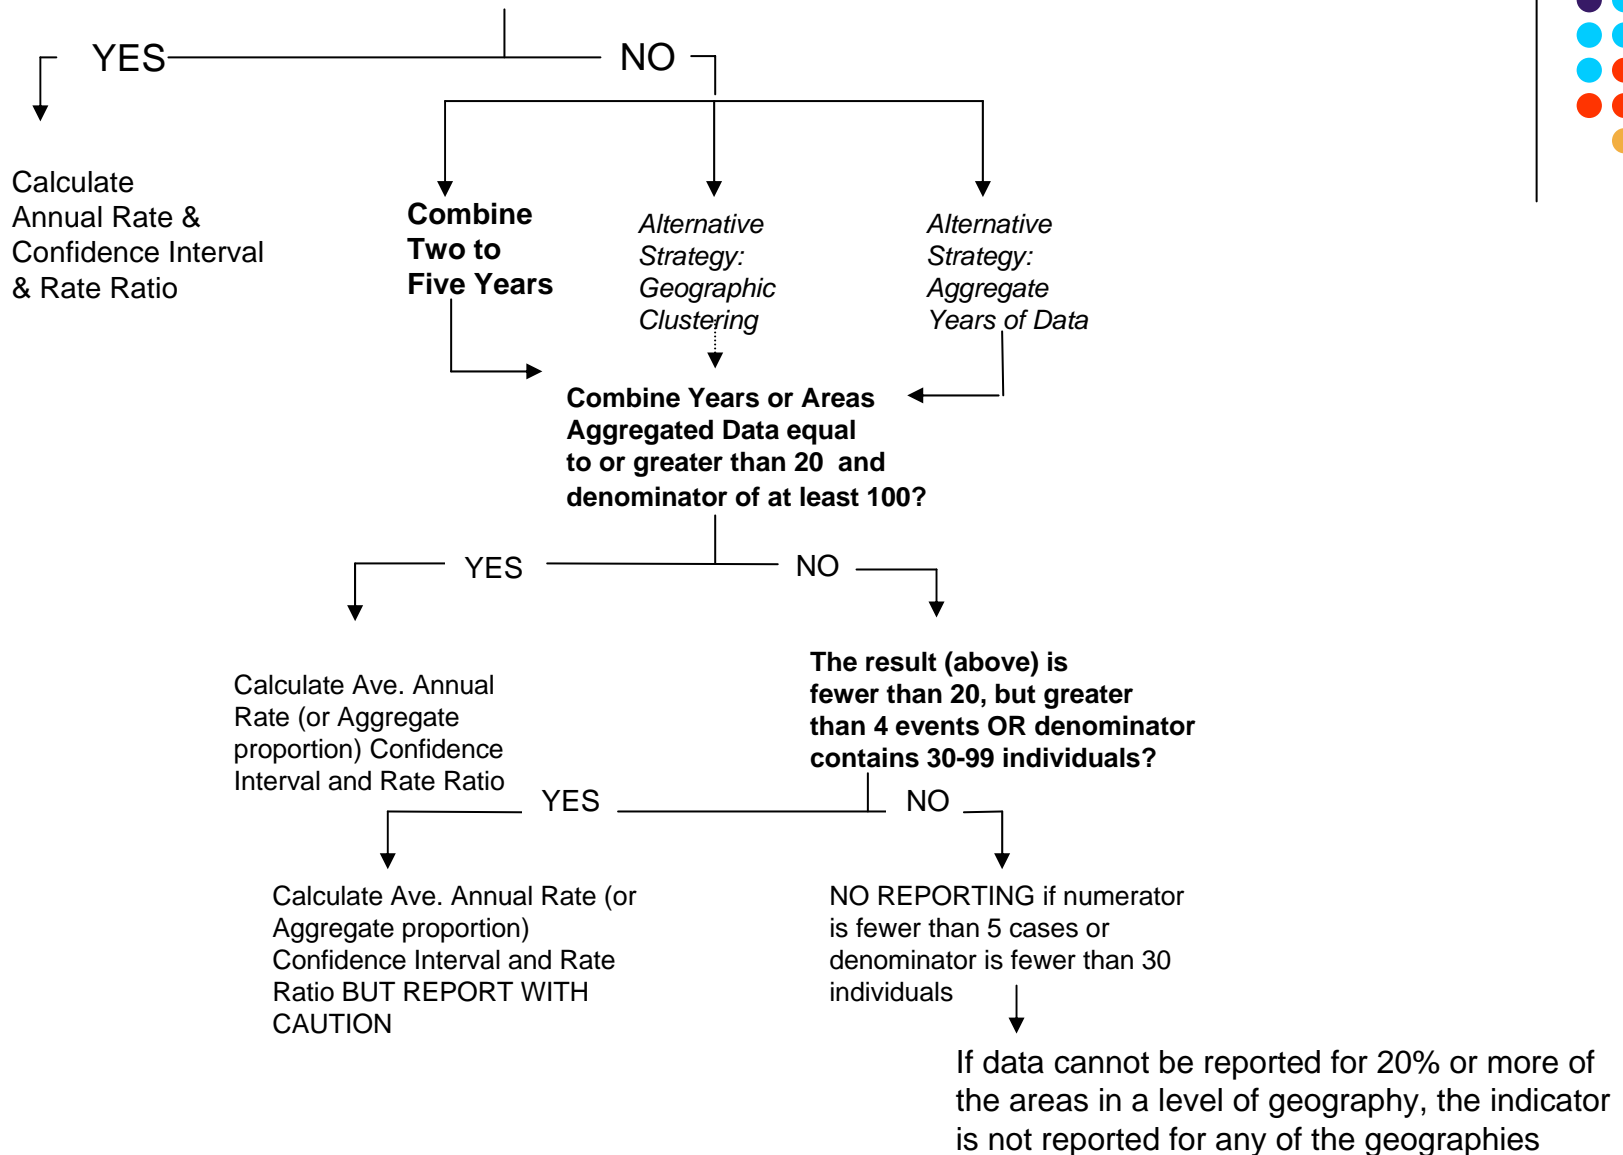 YES
NO
Calculate
Annual Rate &
Confidence Interval
& Rate Ratio
Combine
Two to
Five Years
Alternative
Strategy:
Geographic
Clustering
Alternative
Strategy:
Aggregate
Years of Data
Combine Years or Areas
Aggregated Data equal
to or greater than 20 and
denominator of at least 100?
YES
NO
Calculate Ave. Annual
Rate (or Aggregate
proportion) Confidence
Interval and Rate Ratio
The result (above) is
fewer than 20, but greater
than 4 events OR denominator
contains 30-99 individuals?
YES
NO
Calculate Ave. Annual Rate (or
Aggregate proportion)
Confidence Interval and Rate
Ratio BUT REPORT WITH
CAUTION
NO REPORTING if numerator
is fewer than 5 cases or
denominator is fewer than 30
individuals
If data cannot be reported for 20% or more of
the areas in a level of geography, the indicator
is not reported for any of the geographies